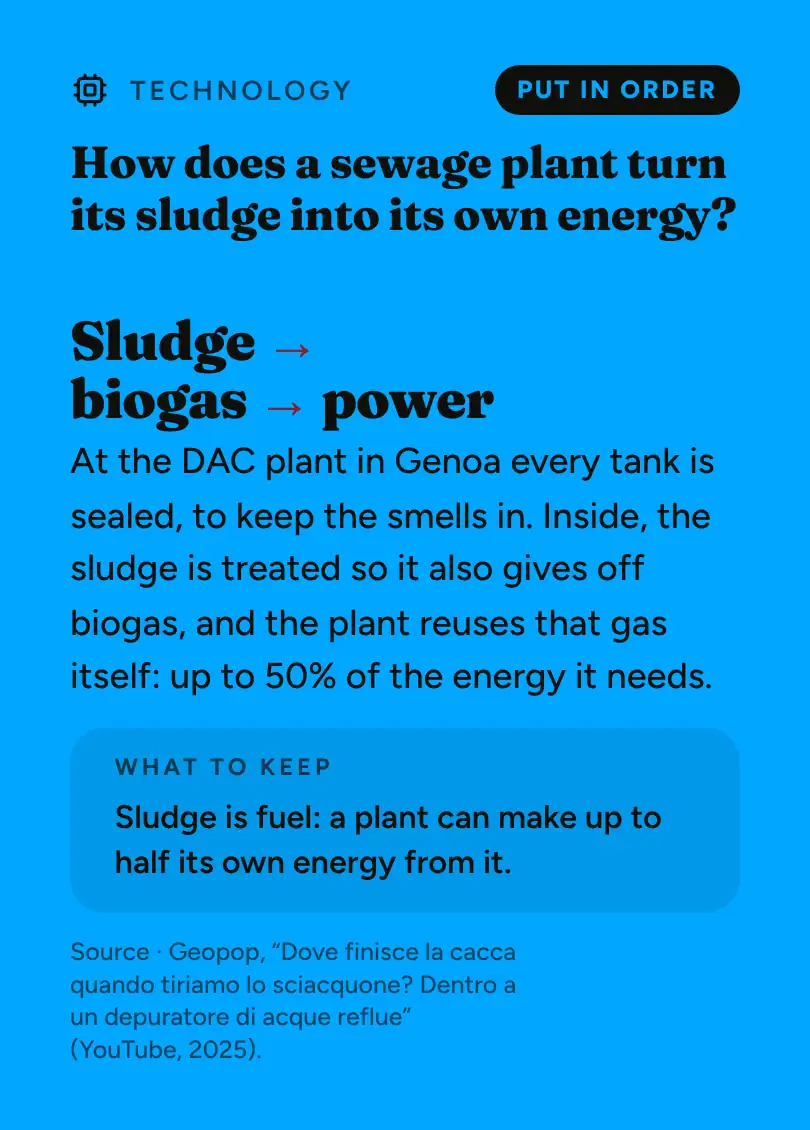 TECHNOLOGY
PUT IN ORDER
How does a sewage plant turn
its sludge into its own energy?
Sludge →
biogas → power
At the DAC plant in Genoa every tank is
sealed, to keep the smells in. Inside, the
sludge is treated so it also gives off
biogas, and the plant reuses that gas
itself: up to 50% of the energy it needs.
WHAT TO KEEP
Sludge is fuel: a plant can make up to
half its own energy from it.
Source · Geopop, “Dove finisce la cacca
quando tiriamo lo sciacquone? Dentro a
un depuratore di acque reflue”
(YouTube, 2025).